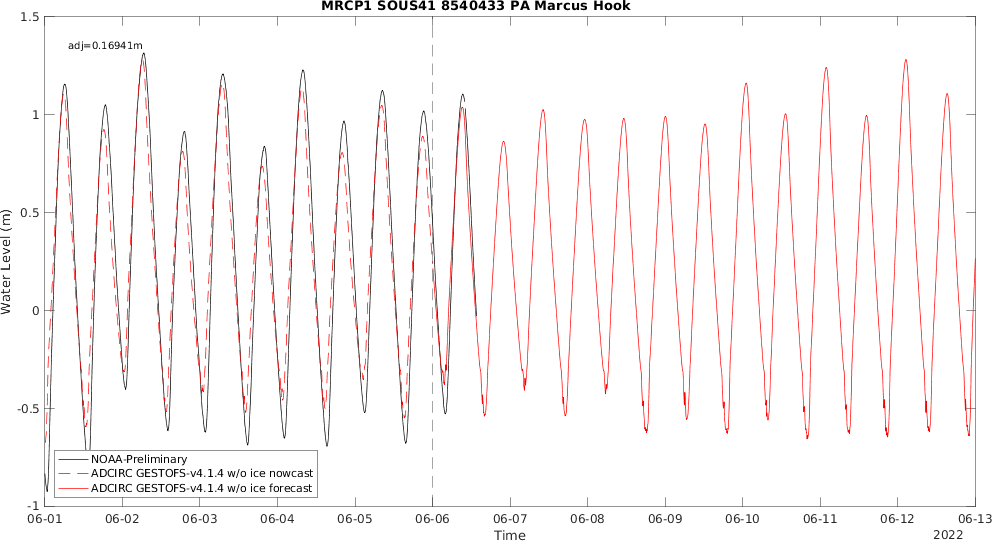 MRCP1 SOUS41 8540433 PA Marcus Hook
adj=0.16941m
1.5
1
0.5
0
-0.5
-1
Water Level (m)
NOAA-Preliminary
ADCIRC GESTOFS-v4.1.4 w/o ice nowcast
ADCIRC GESTOFS-v4.1.4 w/o ice forecast
06-01 06-02 06-03 06-04 06-05 06-06 06-07 06-08 06-09 06-10 06-11 06-12 06-13
Time
2022